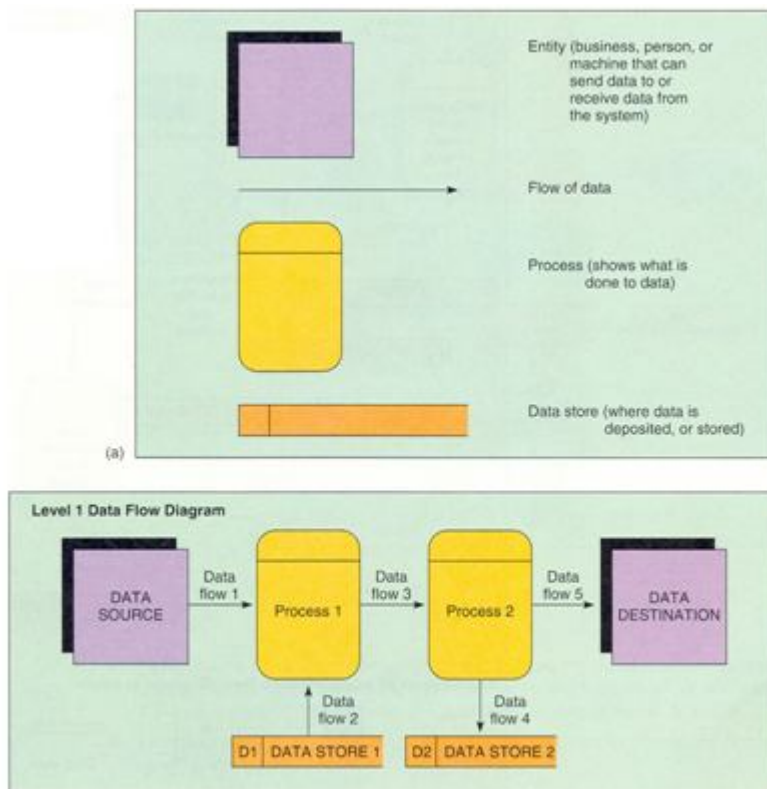 Entity (business, person, or
machine that can
send data to or
receive data from
the system)
Flow of data
Process (shows what is
done to data)
Data store (where data is
deposited, or stored)
(a)
Level 1 Data Flow Diagram
DATA
SOURCE
Data
flow 1
Process 1
Data
flow 3
Process 2
Data
flow 5
DATA
DESTINATION
Data
flow 2
Data
flow 4
D1 DATA STORE 1
D2 DATA STORE 2